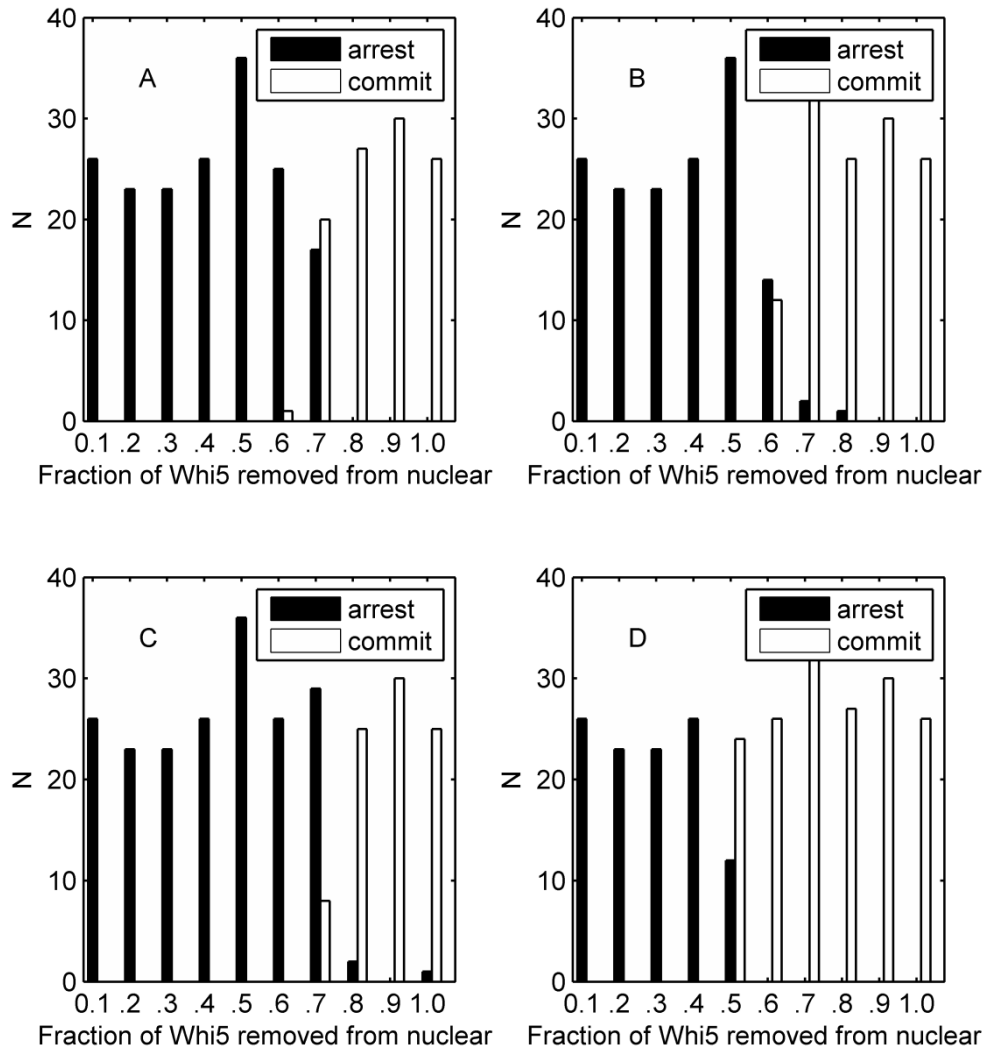 40
30
20
10
0
N
A
arrest
commit
0.1 .2 .3 .4 .5 .6 .7 .8 .9 1.0
Fraction of Whi5 removed from nuclear
40
30
20
10
0
N
B
arrest
commit
0.1 .2 .3 .4 .5 .6 .7 .8 .9 1.0
Fraction of Whi5 removed from nuclear
40
30
20
10
0
N
C
arrest
commit
0.1 .2 .3 .4 .5 .6 .7 .8 .9 1.0
Fraction of Whi5 removed from nuclear
40
30
20
10
0
N
D
arrest
commit
0.1 .2 .3 .4 .5 .6 .7 .8 .9 1.0
Fraction of Whi5 removed from nuclear